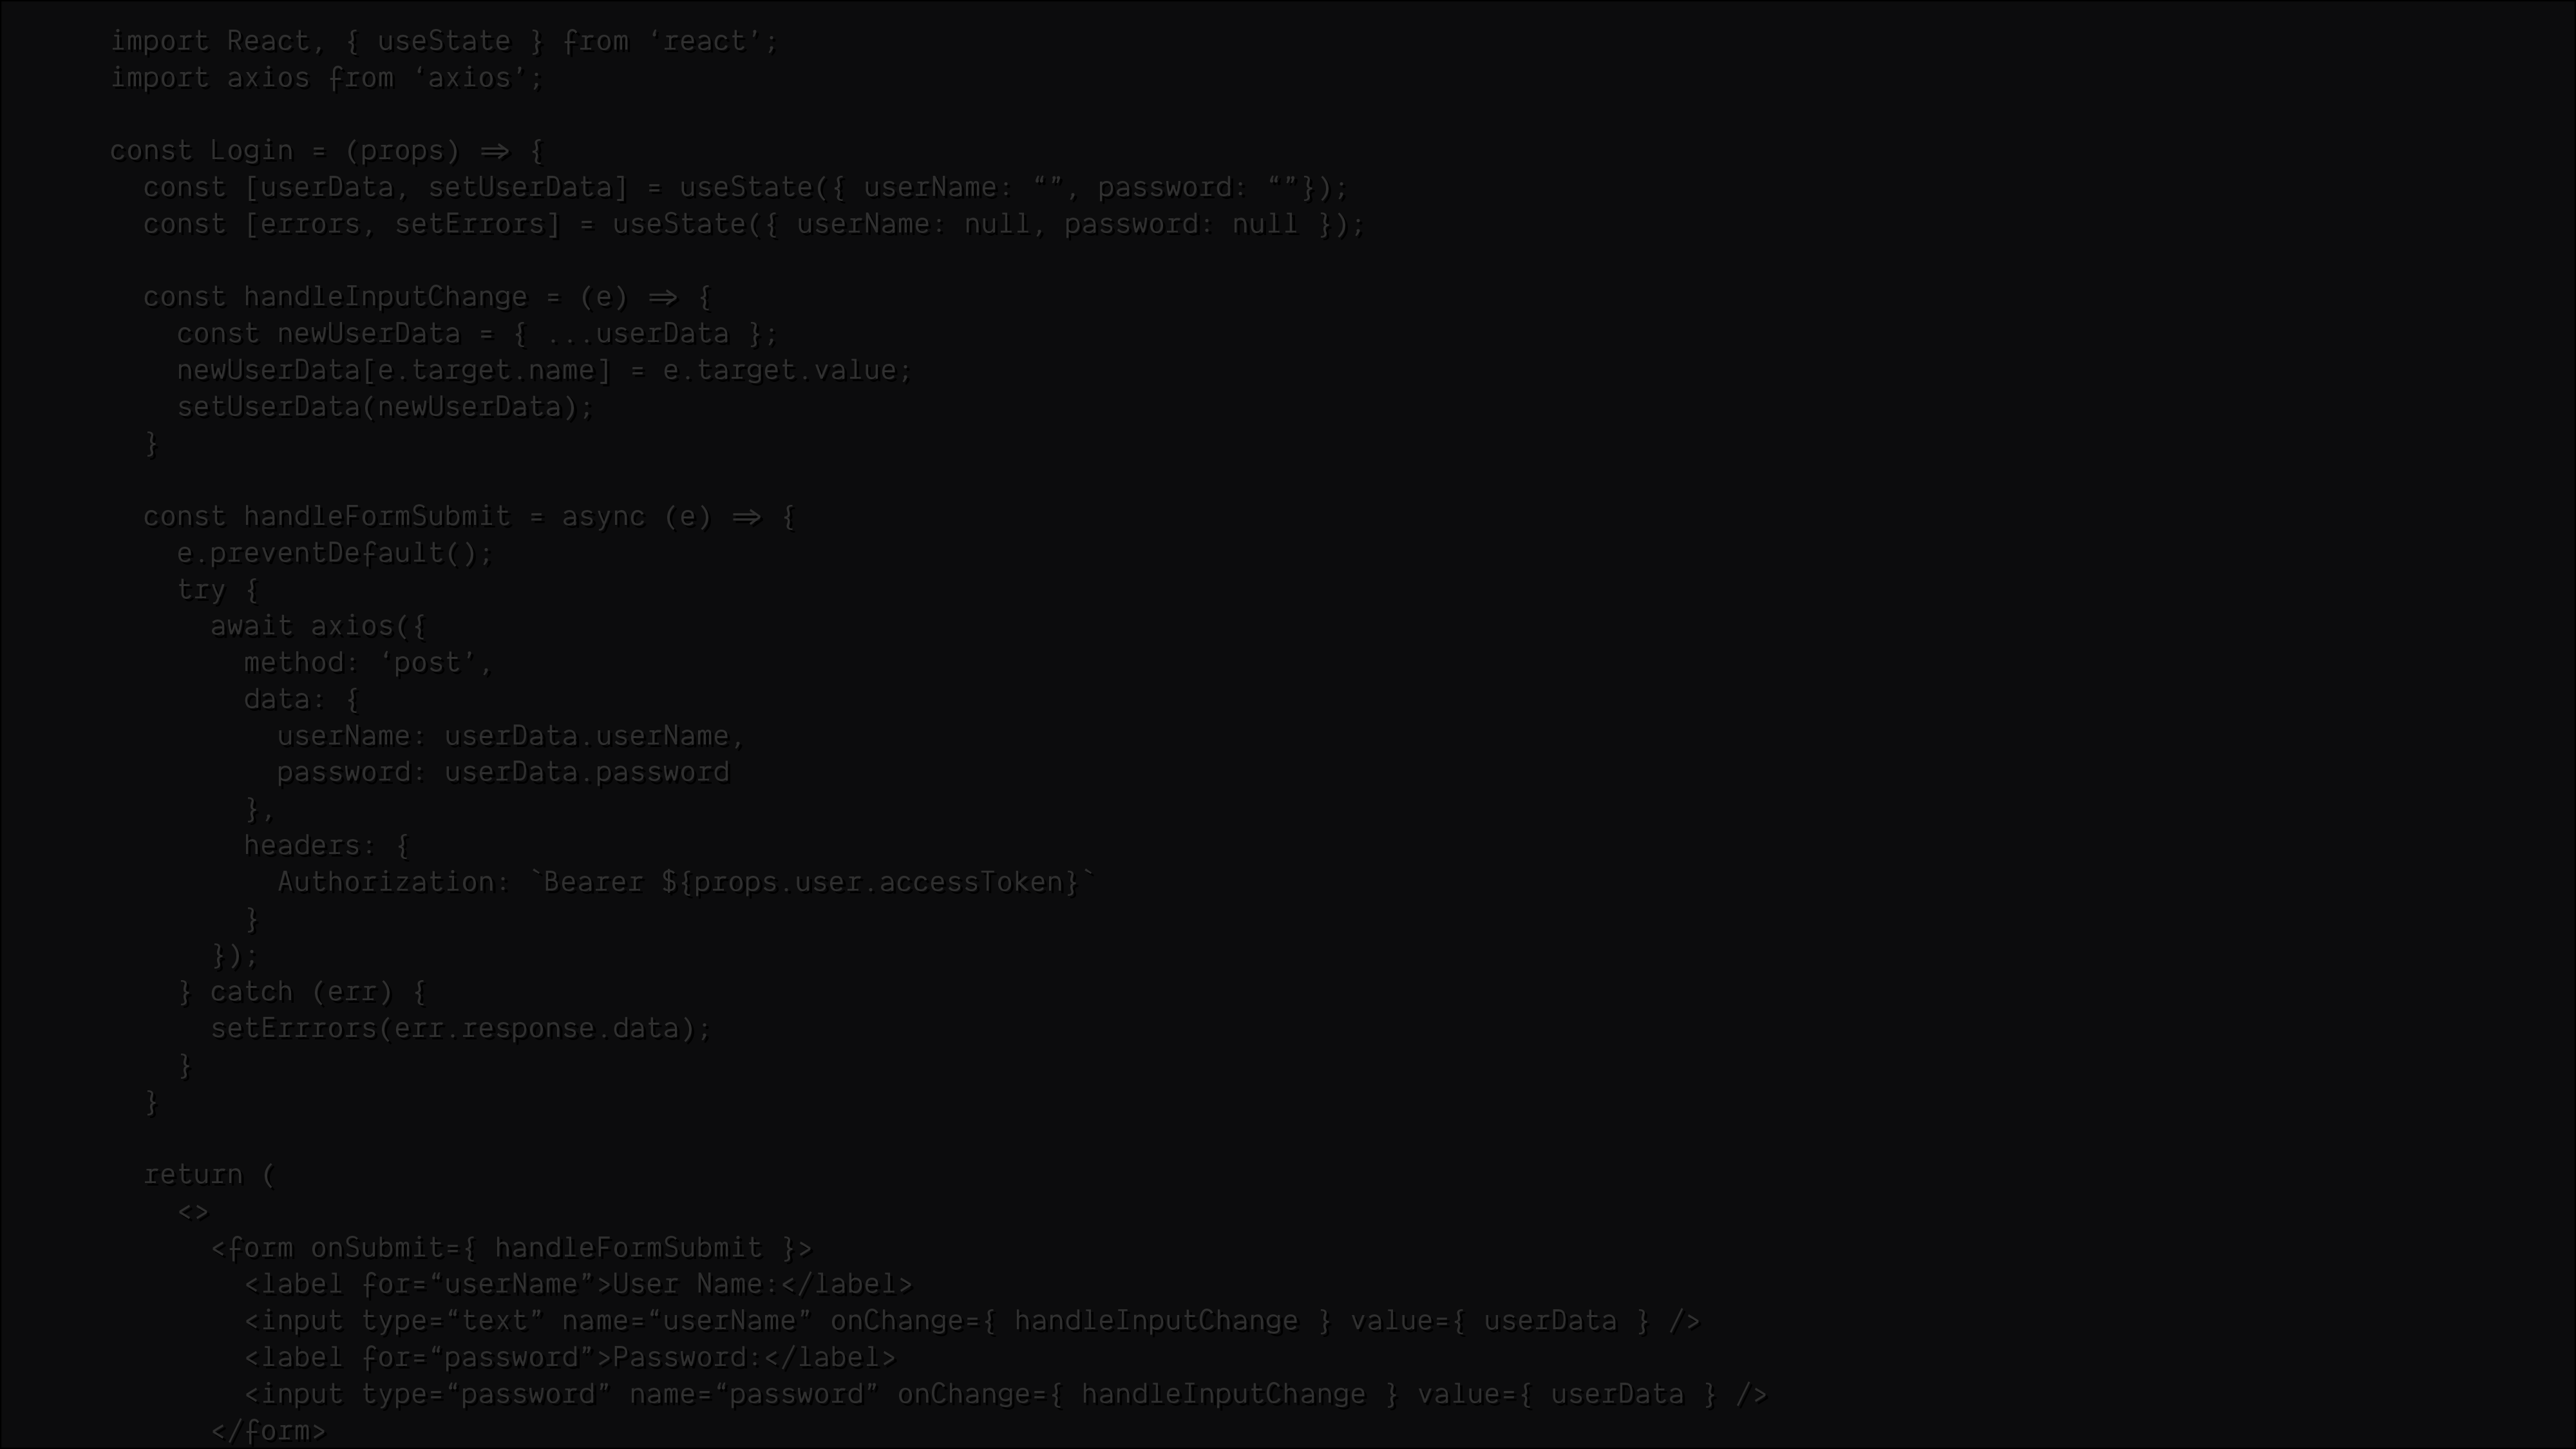 import React, { useState } from ‘react’;
import axios from ‘axios’;
const Login = (props) => {
const [userData, setUserData] = useState({ userName: “”, password: “”});
const [errors, setErrors] = useState({ userName: null, password: null });
const handleInputChange = (e) => {
const newUserData = { ...userData };
newUserData[e.target.name] = e.target.value;
setUserData(newUserData);
}
const handleFormSubmit = async (e) => {
e.preventDefault();
try {
await axios({
method: ‘post’,
data: {
userName: userData.userName,
password: userData.password
},
headers: {
Authorization: `Bearer ${props.user.accessToken}`
}
});
} catch (err) {
setErrrors(err.response.data);
}
}
return (
<>
<form onSubmit={ handleFormSubmit }>
<label for=“userName”>User Name:</label>
<input type=“text” name=“userName” onChange={ handleInputChange } value={ userData } />
<label for=“password”>Password:</label>
<input type=“password” name=“password” onChange={ handleInputChange } value={ userData } />
</form>